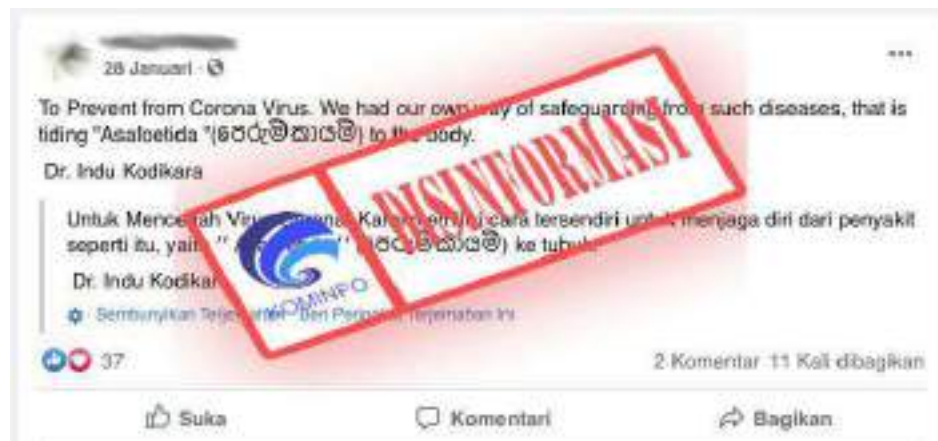 28 Januari ·
To Prevent from Corona Virus. We had our own way of safeguarding from such diseases, that is
tiding "Asaloetida "(පෙරුම්කායම්) to the body.
Dr. Indu Kodikara
Untuk Mencegah Virus Corona. Kami memiliki cara tersendiri untuk menjaga diri dari penyakit
seperti itu, yaitu " " (පෙරුම්කායම්) ke tubuh.
Dr. Indu Kodikara
Sembunyikan Terjemahan · Beri Peringkat Terjemahan Ini
DISINFORMASI
KOMINFO
37
2 Komentar 11 Kali dibagikan
Suka Komentari Bagikan